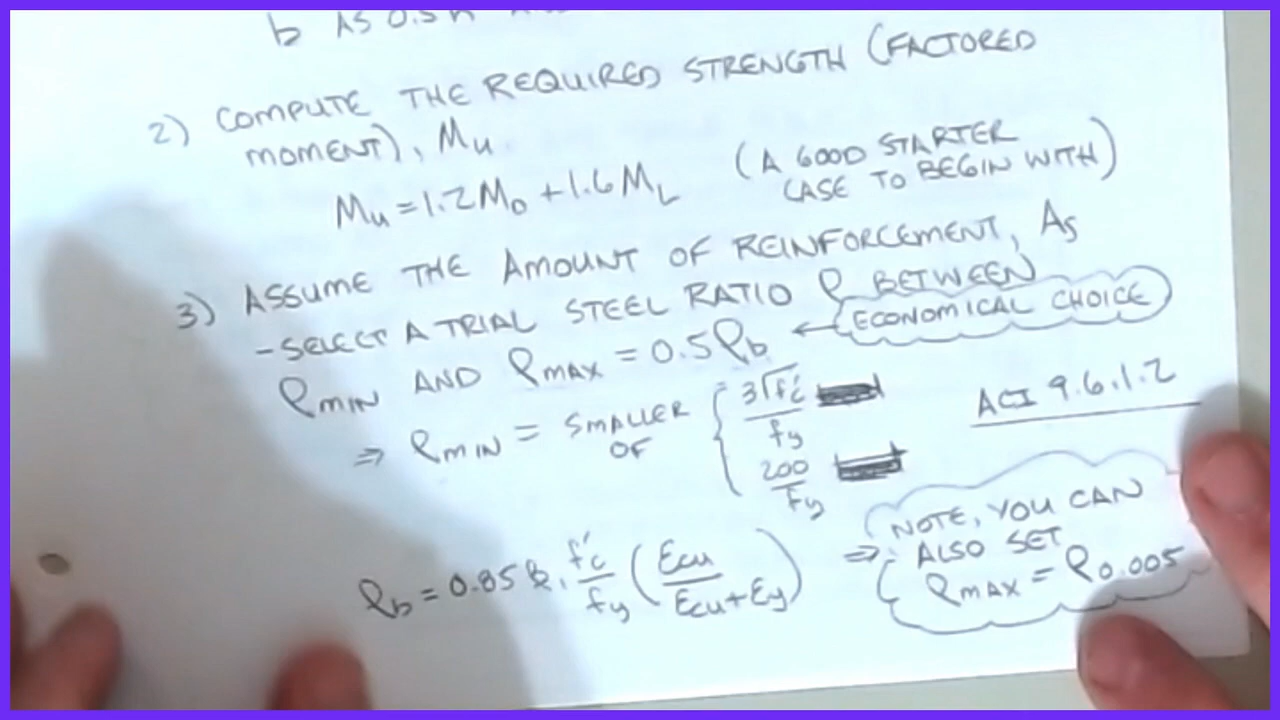 b AS 0.5h
2) COMPUTE THE REQUIRED STRENGTH (FACTORED
MOMENT), Mu
Mu = 1.2MD + 1.6ML (A GOOD STARTER
CASE TO BEGIN WITH)
3) ASSUME THE AMOUNT OF REINFORCEMENT, As
- SELECT A TRIAL STEEL RATIO ρ BETWEEN
ρMIN AND ρMAX = 0.5ρb ← ECONOMICAL CHOICE
⇒ ρMIN = SMALLER OF { 3√f'c / fy
200 / fy
ACI 9.6.1.2
ρb = 0.85 β1 f'c / fy (εcu / εcu + εy)
⇒ NOTE, YOU CAN
ALSO SET
ρMAX = ρ0.005